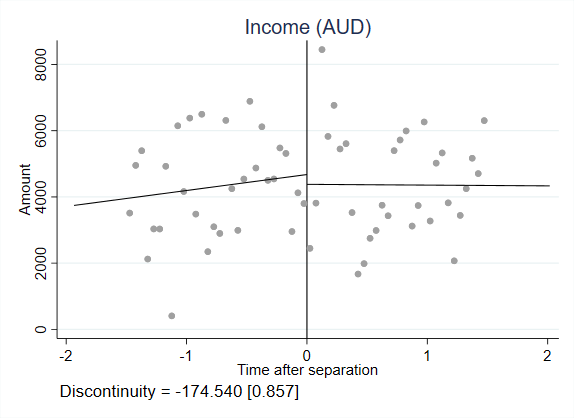 Income (AUD)
8000
6000
4000
2000
0
Amount
-2 -1 0 1 2
Time after separation
Discontinuity = -174.540 [0.857]